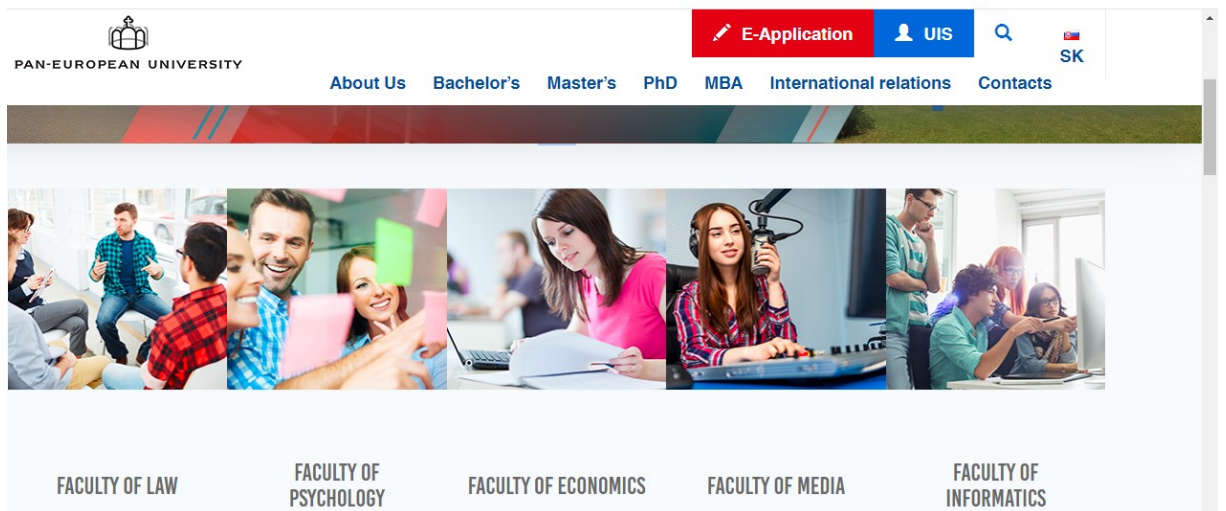 PAN-EUROPEAN UNIVERSITY
E-Application
UIS
SK
About Us Bachelor's Master's PhD MBA International relations Contacts
FACULTY OF LAW
FACULTY OF
PSYCHOLOGY
FACULTY OF ECONOMICS
FACULTY OF MEDIA
FACULTY OF
INFORMATICS